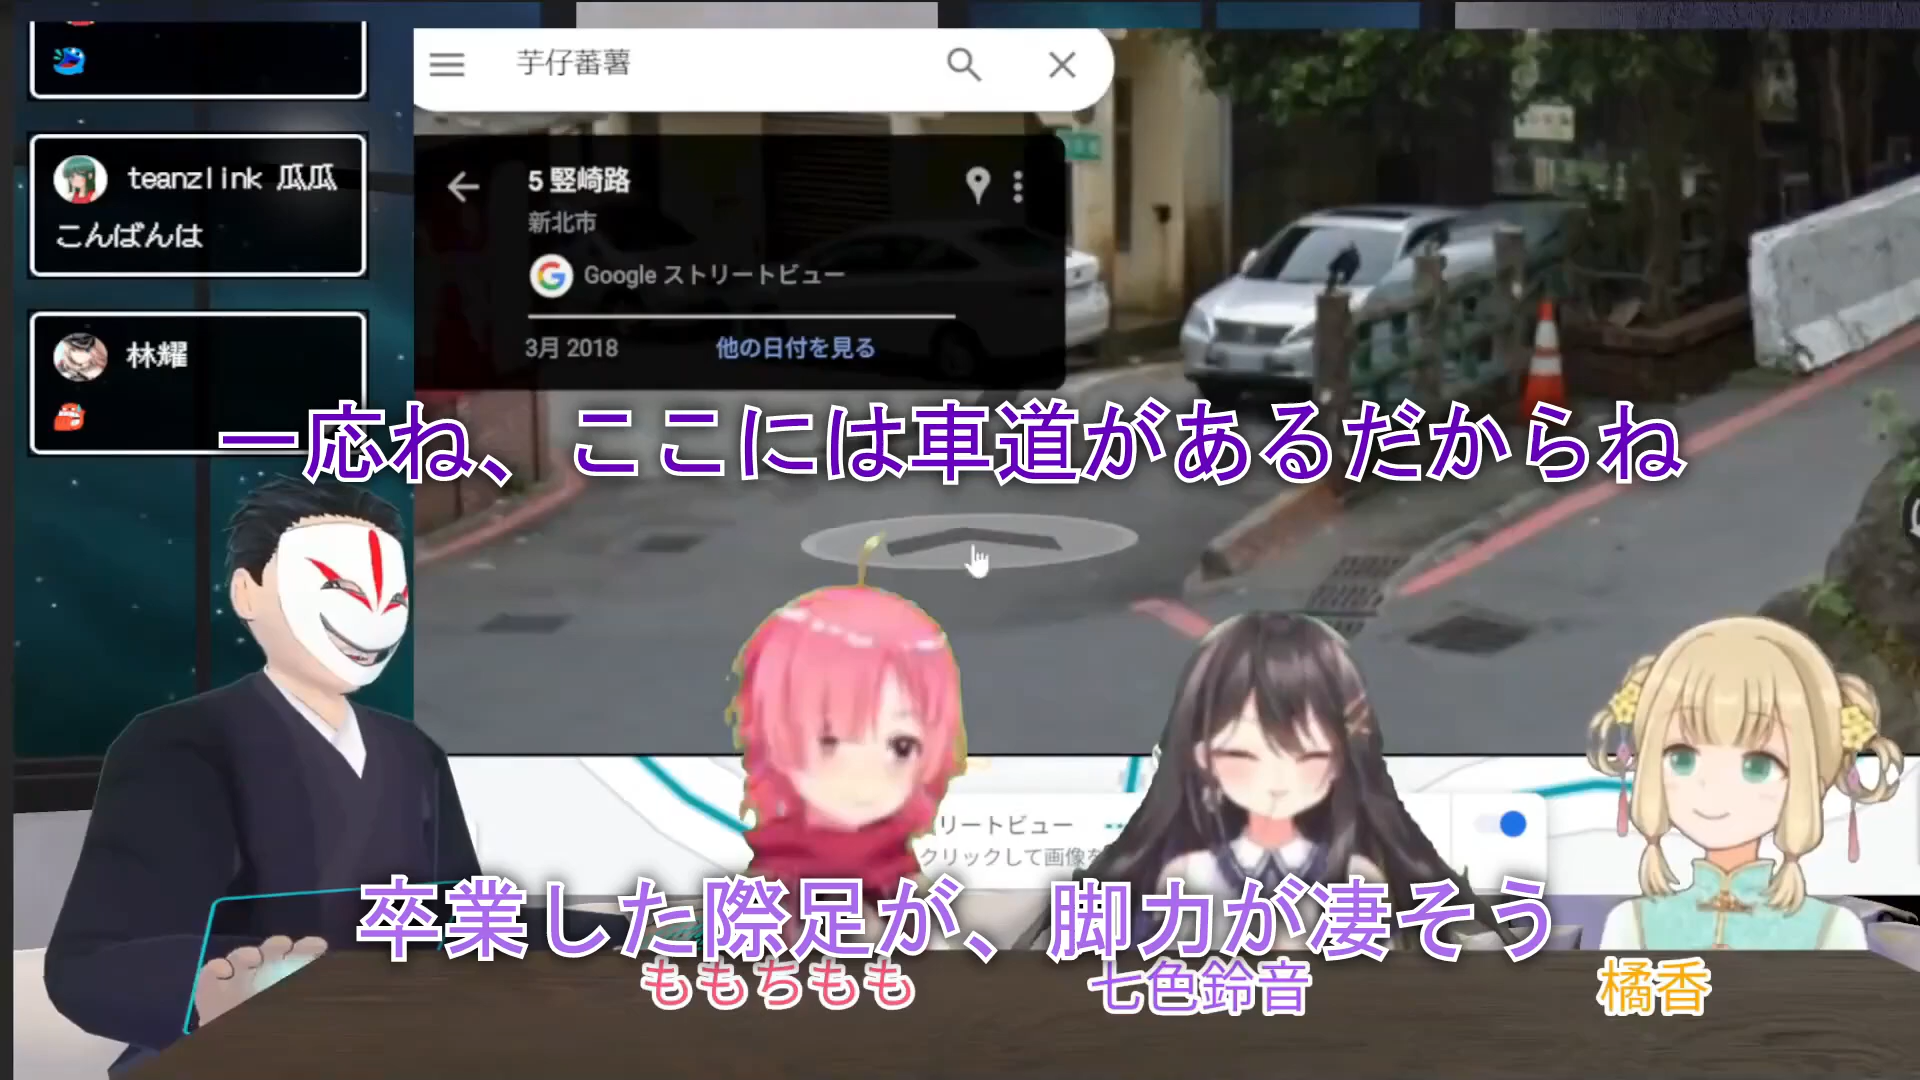 芋仔蕃薯
teanzlink 瓜瓜
こんばんは
林耀
5 竪崎路
新北市
Google ストリートビュー
3月 2018
他の日付を見る
一応ね、ここには車道があるだからね
リートビュー
クリックして画像を
卒業した際足が、脚力が凄そう
ももちもも
七色鈴音
橘香